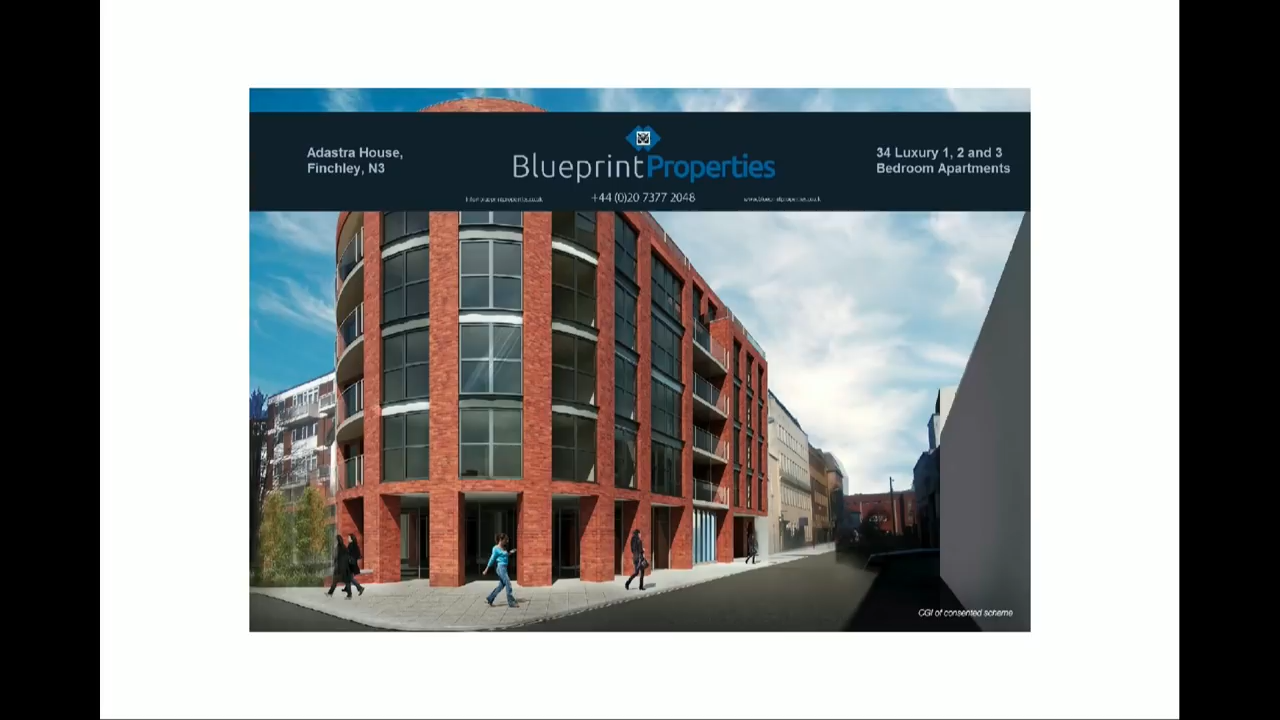 Adastra House,
Finchley, N3
BlueprintProperties
+44 (0)20 7377 2048
34 Luxury 1, 2 and 3
Bedroom Apartments
CGI of consented scheme